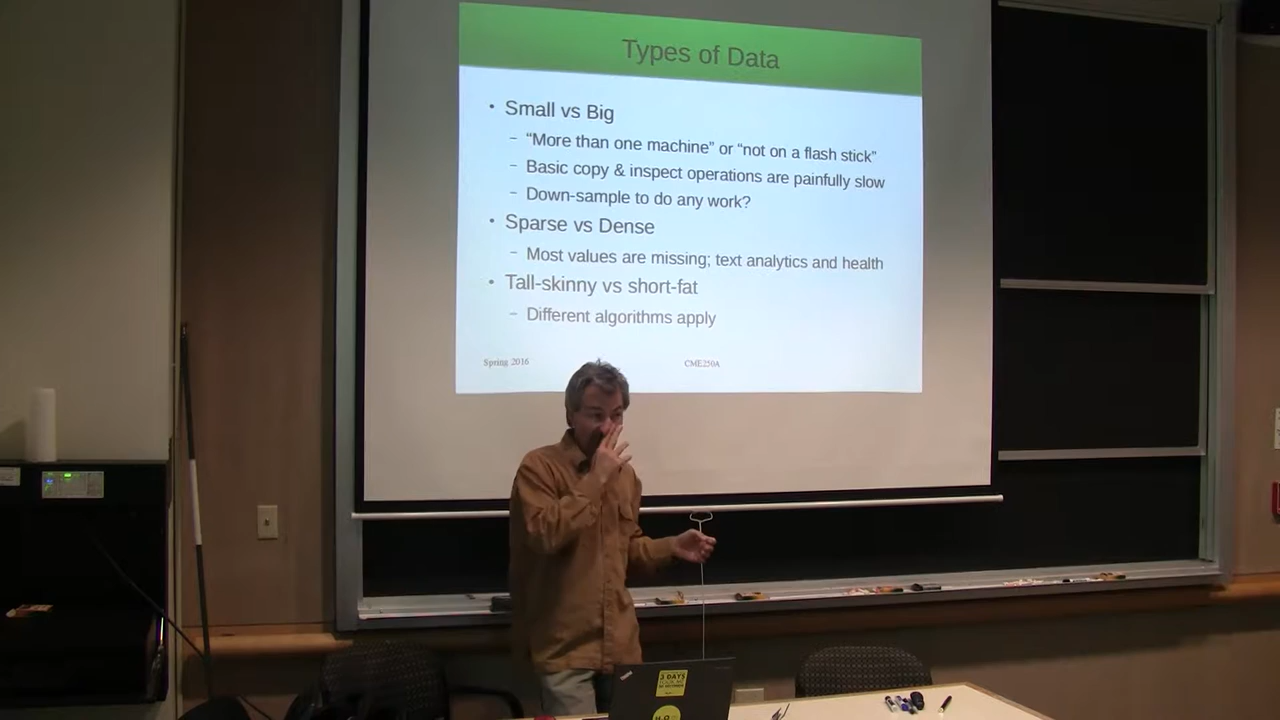 Types of Data
• Small vs Big
– “More than one machine” or “not on a flash stick”
– Basic copy & inspect operations are painfully slow
– Down-sample to do any work?
• Sparse vs Dense
– Most values are missing; text analytics and health
• Tall-skinny vs short-fat
– Different algorithms apply
Spring 2016
CME250A
3 DAYS